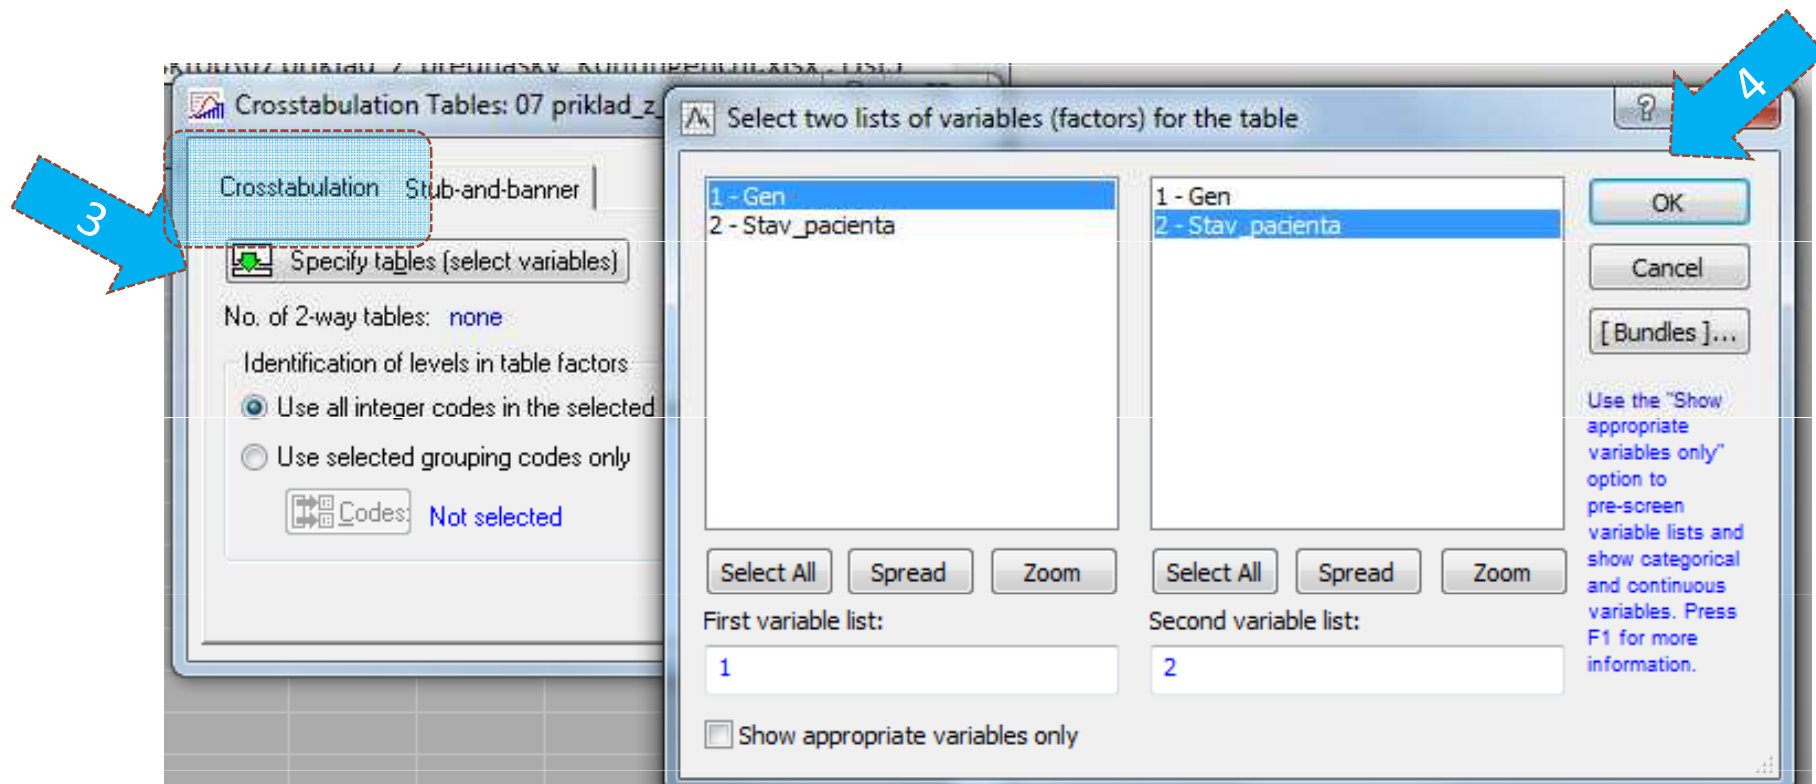 Crosstabulation Tables: 07 priklad_z_
Crosstabulation
Stub-and-banner
3
Specify tables (select variables)
No. of 2-way tables: none
Identification of levels in table factors
Use all integer codes in the selected
Use selected grouping codes only
Codes:
Not selected
Select two lists of variables (factors) for the table
?
4
1 - Gen
2 - Stav_pacienta
1 - Gen
2 - Stav_pacienta
OK
Cancel
[ Bundles ]...
Use the "Show
appropriate
variables only"
option to
pre-screen
variable lists and
show categorical
and continuous
variables. Press
F1 for more
information.
Select All
Spread
Zoom
Select All
Spread
Zoom
First variable list:
Second variable list:
1
2
Show appropriate variables only